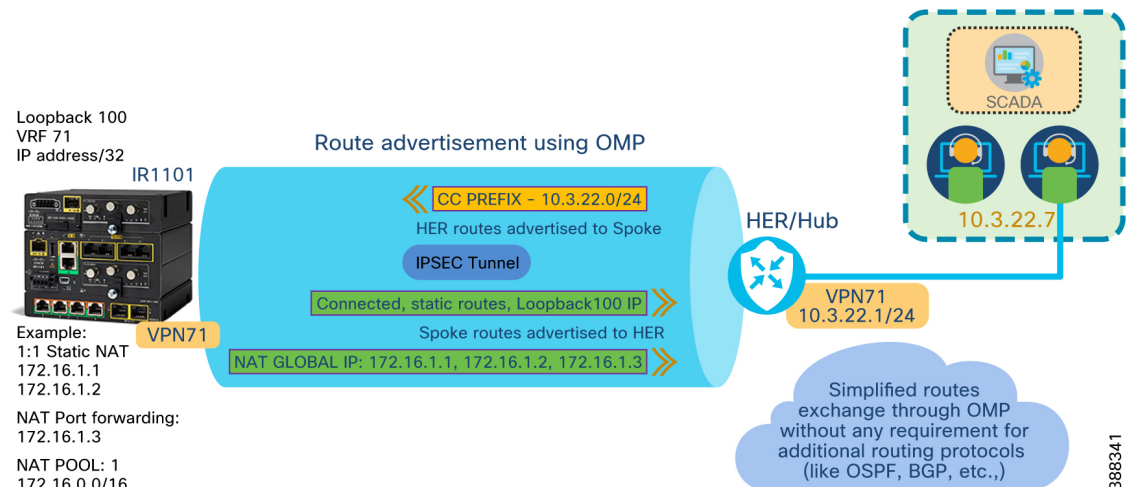 Loopback 100
VRF 71
IP address/32
IR1101
Route advertisement using OMP
CC PREFIX – 10.3.22.0/24
HER routes advertised to Spoke
IPSEC Tunnel
Connected, static routes, Loopback100 IP
Spoke routes advertised to HER
NAT GLOBAL IP: 172.16.1.1, 172.16.1.2, 172.16.1.3
VPN71
Example:
1:1 Static NAT
172.16.1.1
172.16.1.2
NAT Port forwarding:
172.16.1.3
NAT POOL: 1
172.16.0.0/16
HER/Hub
SCADA
10.3.22.7
VPN71
10.3.22.1/24
Simplified routes
exchange through OMP
without any requirement for
additional routing protocols
(like OSPF, BGP, etc.,)
388341